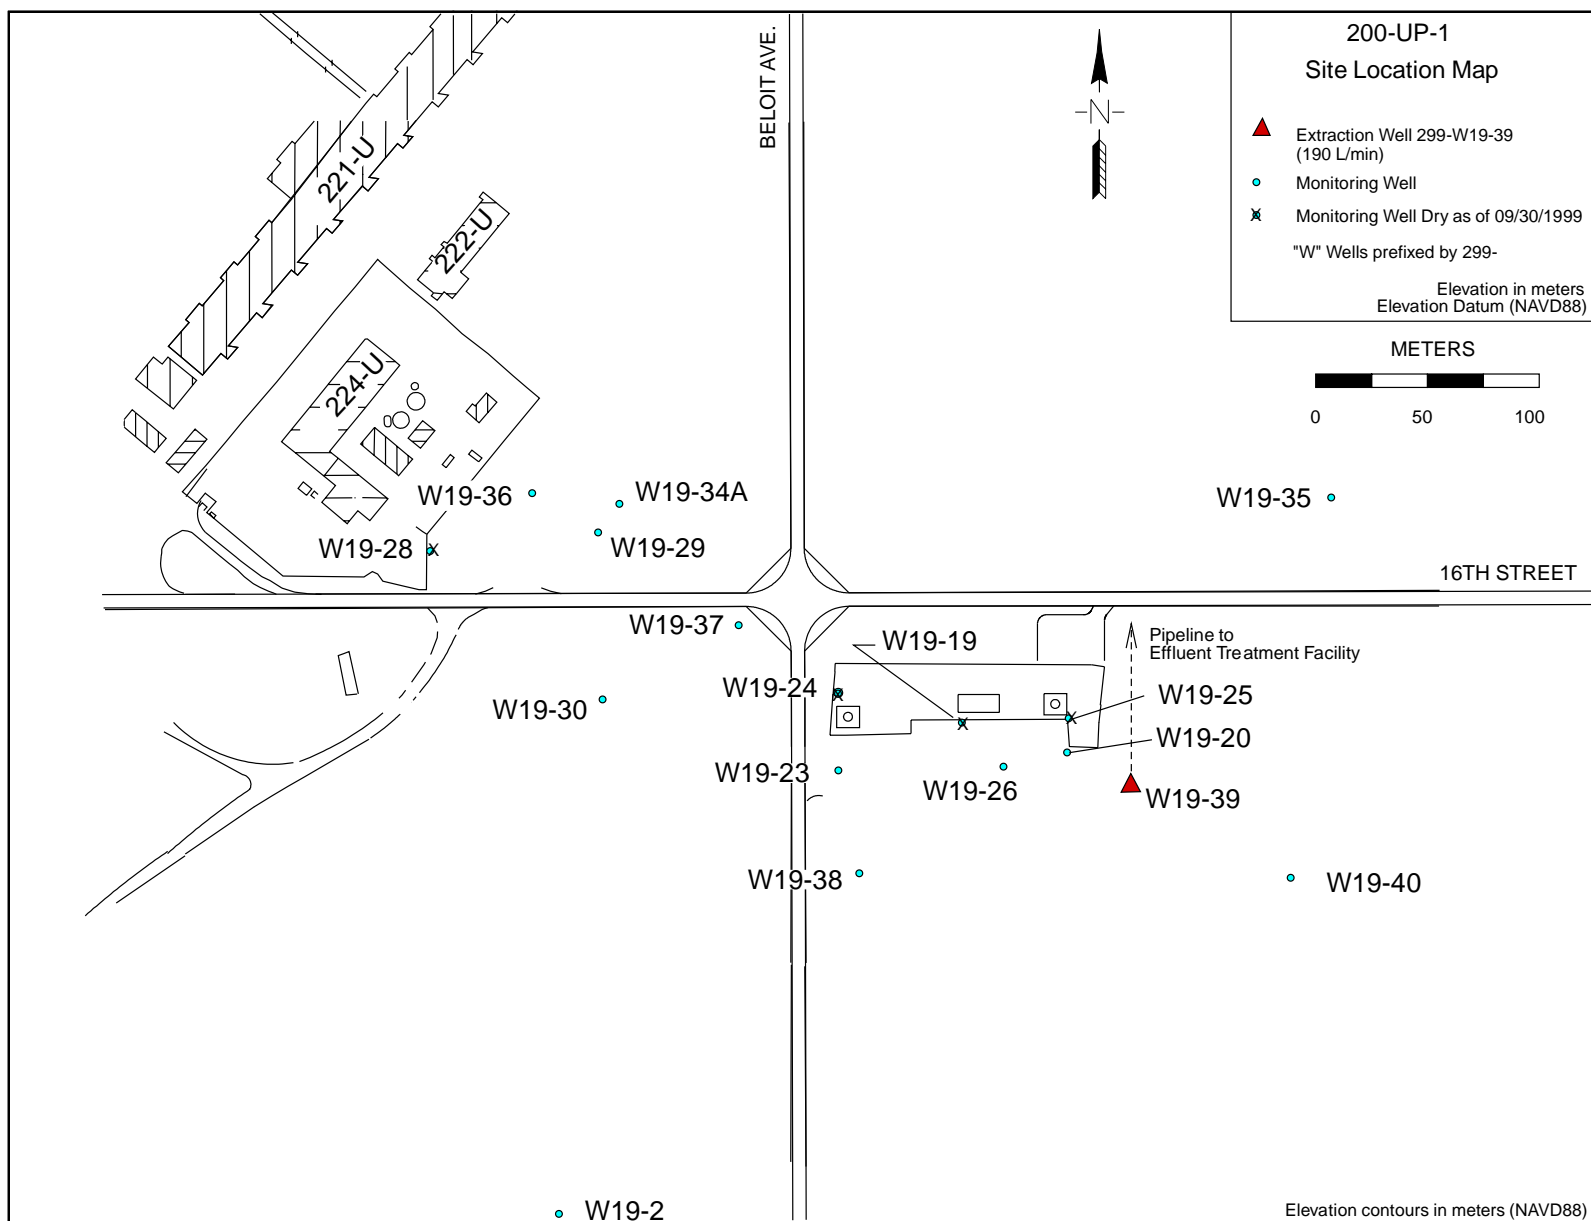 200-UP-1
Site Location Map
Extraction Well 299-W19-39
(190 L/min)
Monitoring Well
Monitoring Well Dry as of 09/30/1999
"W" Wells prefixed by 299-
Elevation in meters
Elevation Datum (NAVD88)
METERS
0 50 100
BELOIT AVE.
N
221-U
222-U
224-U
W19-36
W19-34A
W19-35
W19-28
W19-29
16TH STREET
W19-37
W19-19
Pipeline to
Effluent Treatment Facility
W19-24
W19-25
W19-30
W19-20
W19-23
W19-26
W19-39
W19-38
W19-40
W19-2
Elevation contours in meters (NAVD88)